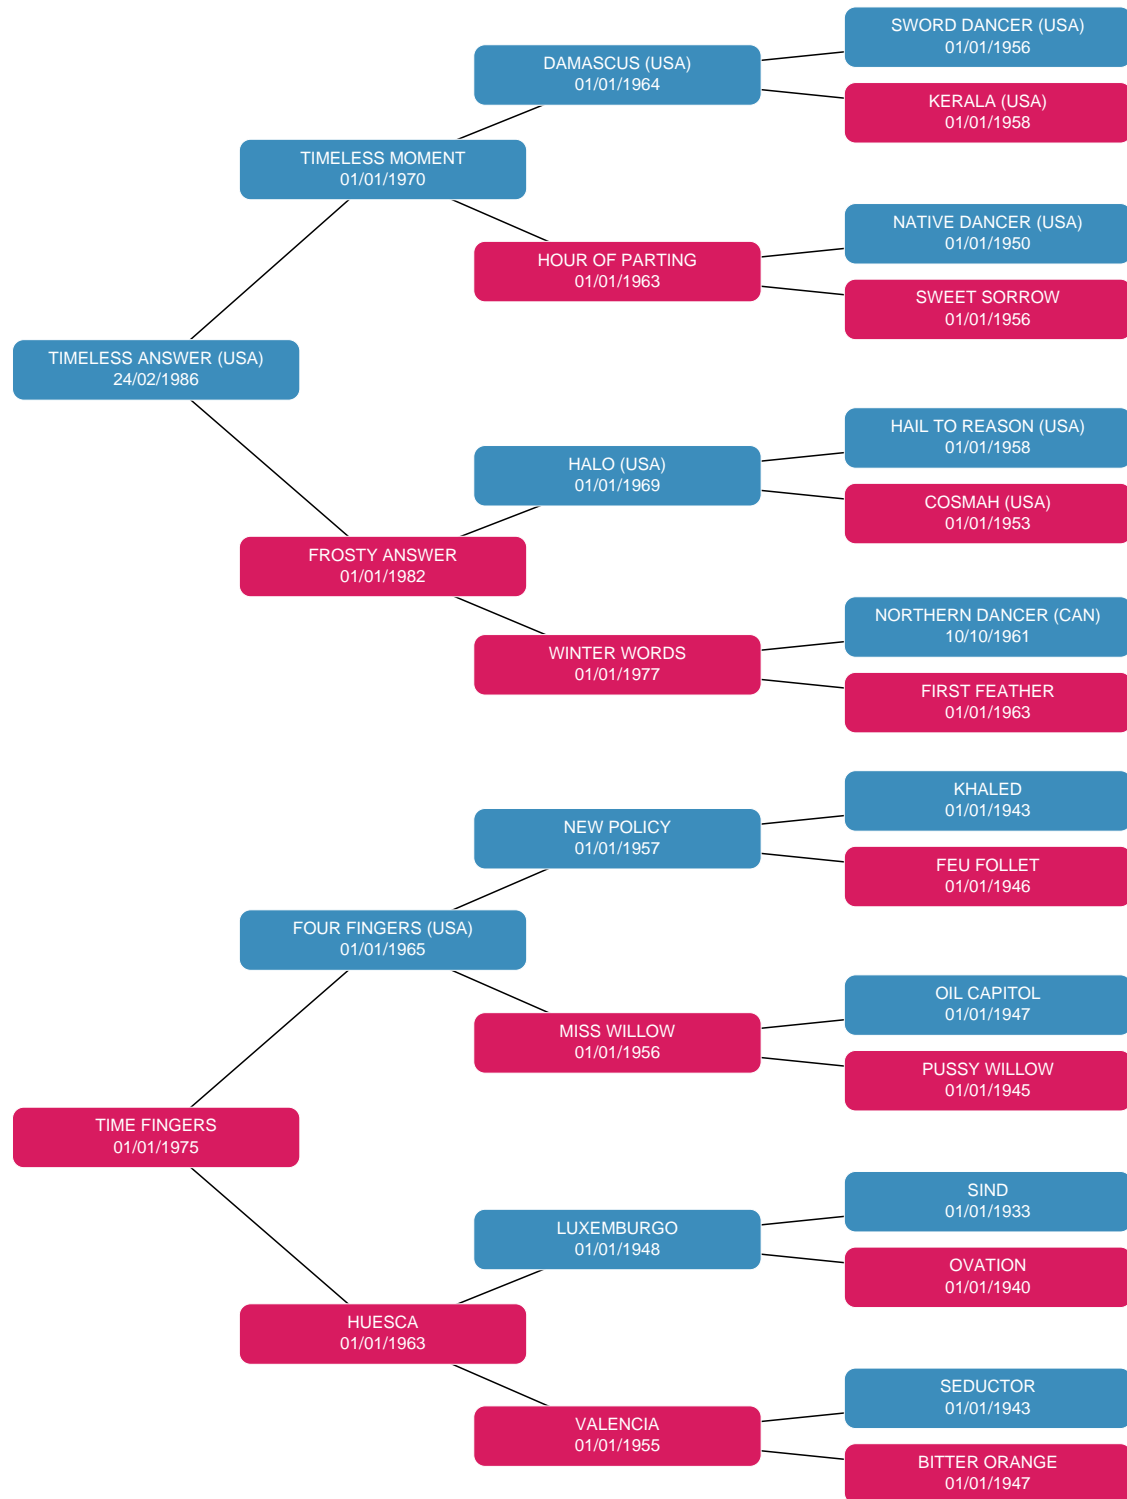 SWORD DANCER (USA)
01/01/1956
DAMASCUS (USA)
01/01/1964
KERALA (USA)
01/01/1958
TIMELESS MOMENT
01/01/1970
NATIVE DANCER (USA)
01/01/1950
HOUR OF PARTING
01/01/1963
SWEET SORROW
01/01/1956
TIMELESS ANSWER (USA)
24/02/1986
HAIL TO REASON (USA)
01/01/1958
HALO (USA)
01/01/1969
COSMAH (USA)
01/01/1953
FROSTY ANSWER
01/01/1982
NORTHERN DANCER (CAN)
10/10/1961
WINTER WORDS
01/01/1977
FIRST FEATHER
01/01/1963
KHALED
01/01/1943
NEW POLICY
01/01/1957
FEU FOLLET
01/01/1946
FOUR FINGERS (USA)
01/01/1965
OIL CAPITOL
01/01/1947
MISS WILLOW
01/01/1956
PUSSY WILLOW
01/01/1945
TIME FINGERS
01/01/1975
SIND
01/01/1933
LUXEMBURGO
01/01/1948
OVATION
01/01/1940
HUESCA
01/01/1963
SEDUCTOR
01/01/1943
VALENCIA
01/01/1955
BITTER ORANGE
01/01/1947